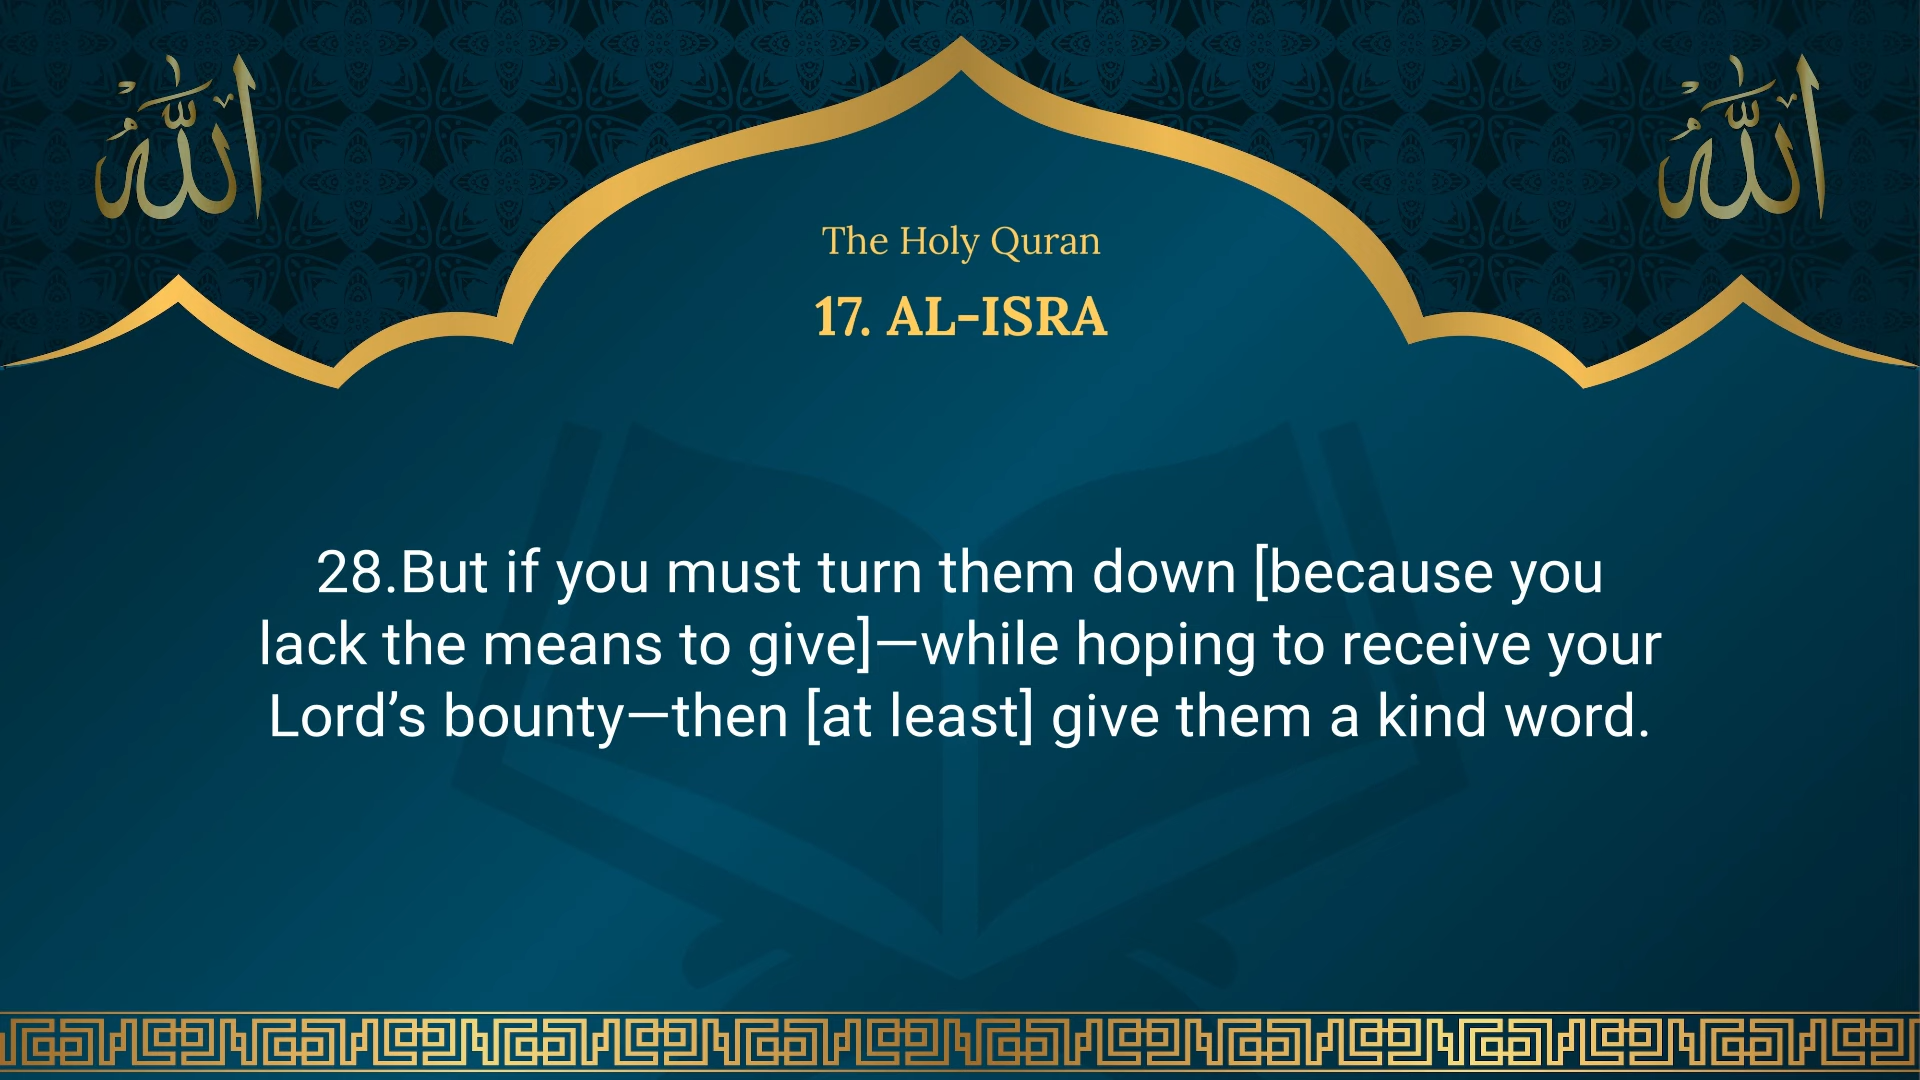 الله
الله
The Holy Quran
17. AL-ISRA
28.But if you must turn them down [because you
lack the means to give]—while hoping to receive your
Lord’s bounty—then [at least] give them a kind word.